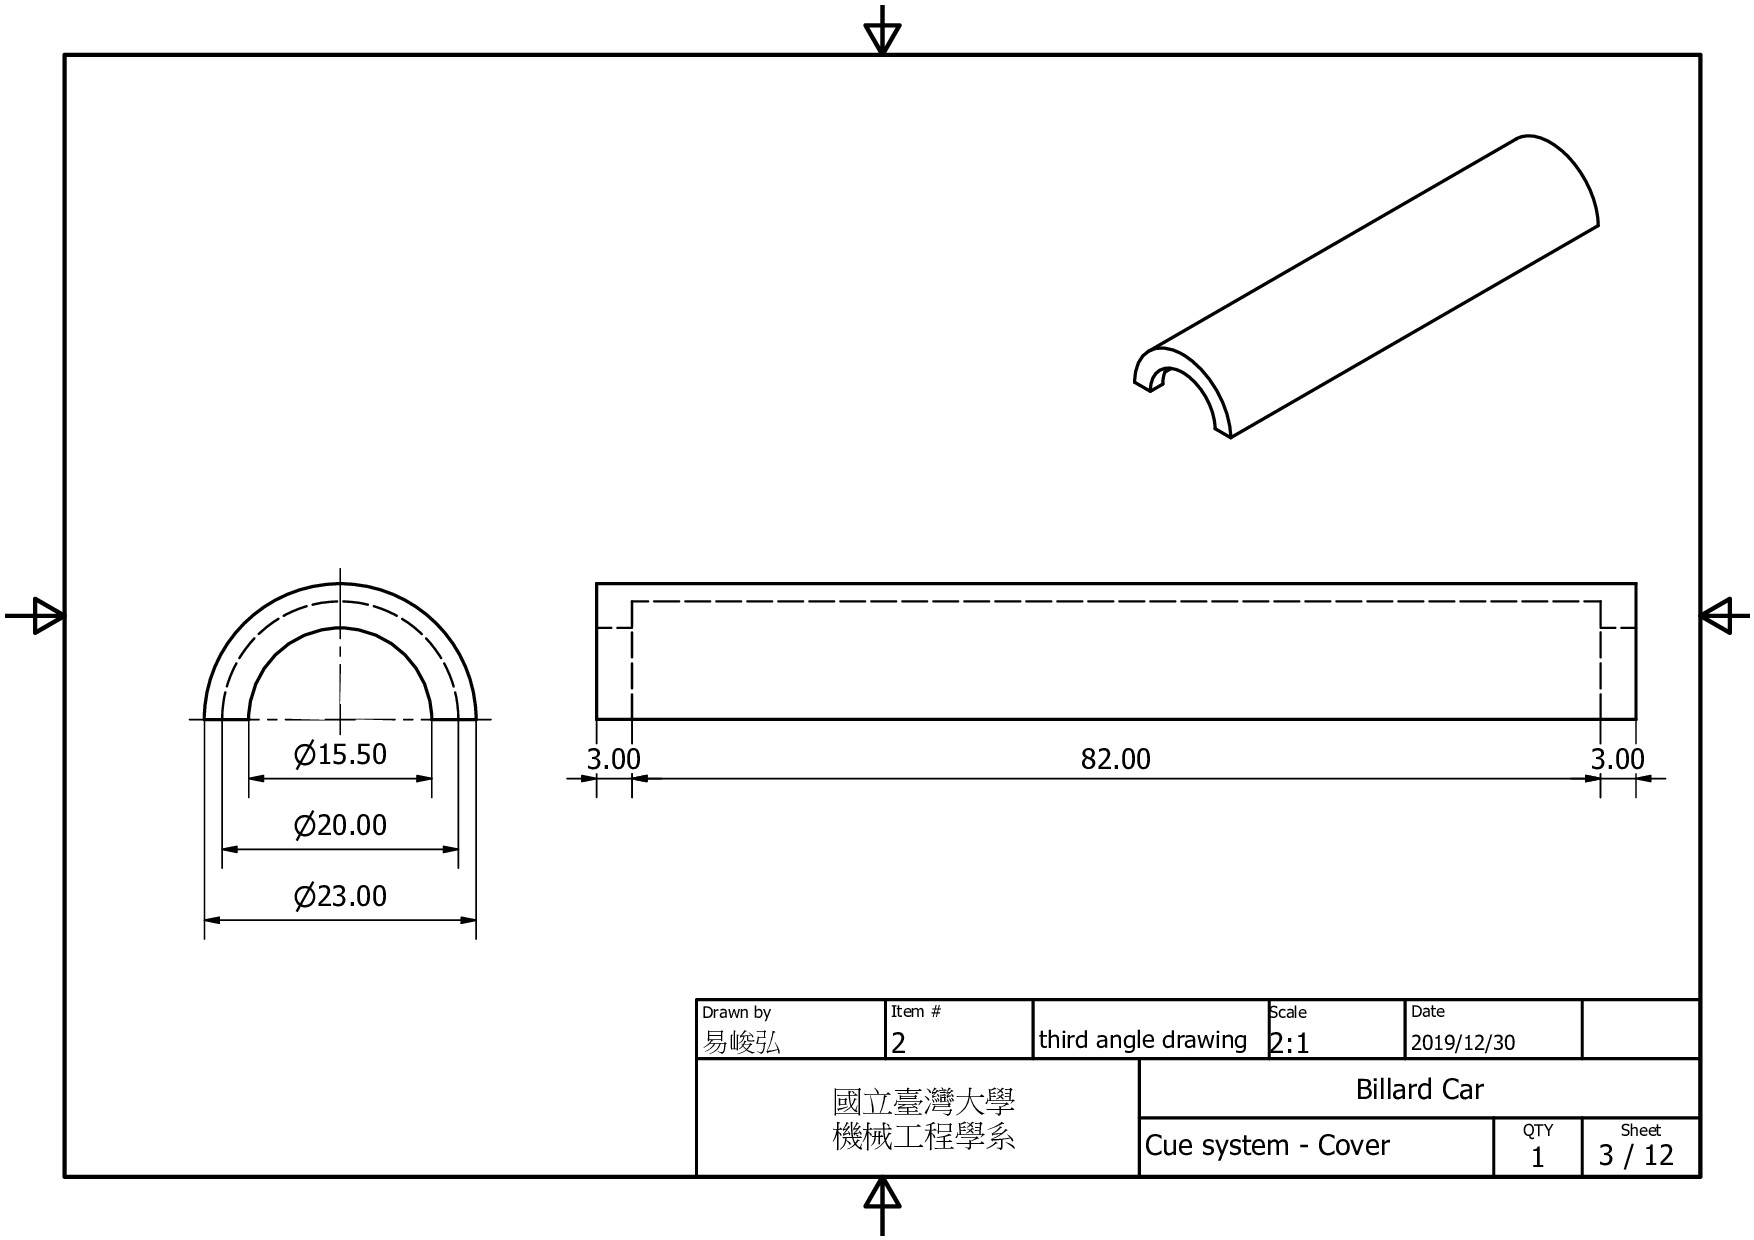 Ø15.50
Ø20.00
Ø23.00
3.00 82.00 3.00
Drawn by
易峻弘
Item #
2
third angle drawing
Scale
2:1
Date
2019/12/30
國立臺灣大學
機械工程學系
Billard Car
Cue system - Cover
QTY
1
Sheet
3 / 12